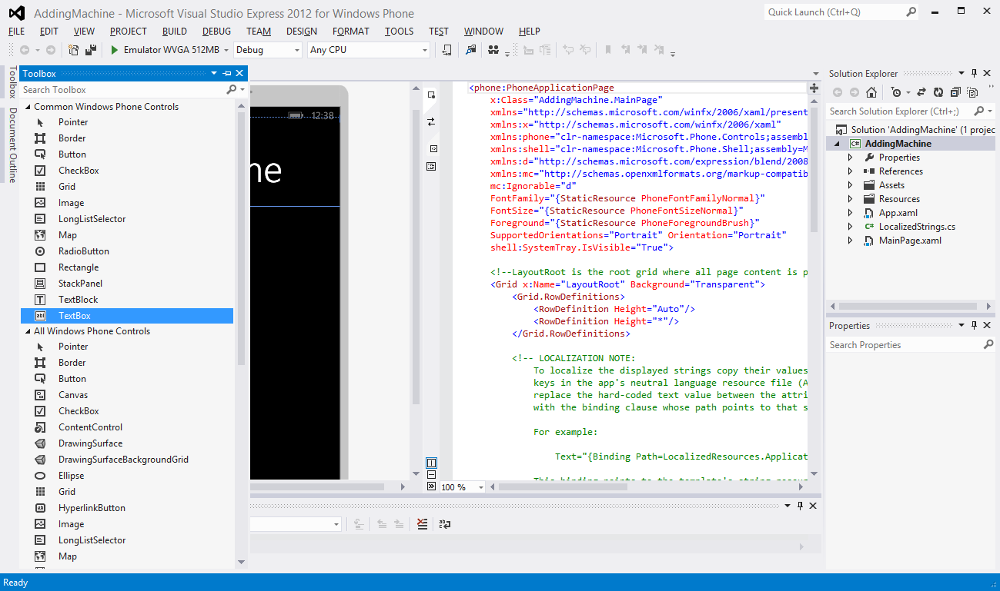 AddingMachine - Microsoft Visual Studio Express 2012 for Windows Phone
Quick Launch (Ctrl+Q)
FILE EDIT VIEW PROJECT BUILD DEBUG TEAM DESIGN FORMAT TOOLS TEST WINDOW HELP
Emulator WVGA 512MB Debug Any CPU
Toolbox
Document Outline
Toolbox
Search Toolbox
Common Windows Phone Controls
Pointer
Border
Button
CheckBox
Grid
Image
LongListSelector
Map
RadioButton
Rectangle
StackPanel
TextBlock
TextBox
All Windows Phone Controls
Pointer
Border
Button
Canvas
CheckBox
ContentControl
DrawingSurface
DrawingSurfaceBackgroundGrid
Ellipse
Grid
HyperlinkButton
Image
LongListSelector
Map
12:38
ne
<phone:PhoneApplicationPage
x:Class="AddingMachine.MainPage"
xmlns="http://schemas.microsoft.com/winfx/2006/xaml/present
xmlns:x="http://schemas.microsoft.com/winfx/2006/xaml"
xmlns:phone="clr-namespace:Microsoft.Phone.Controls;assembl
xmlns:shell="clr-namespace:Microsoft.Phone.Shell;assembly=M
xmlns:d="http://schemas.microsoft.com/expression/blend/2008
xmlns:mc="http://schemas.openxmlformats.org/markup-compatib
mc:Ignorable="d"
FontFamily="{StaticResource PhoneFontFamilyNormal}"
FontSize="{StaticResource PhoneFontSizeNormal}"
Foreground="{StaticResource PhoneForegroundBrush}"
SupportedOrientations="Portrait" Orientation="Portrait"
shell:SystemTray.IsVisible="True">
<!--LayoutRoot is the root grid where all page content is p
<Grid x:Name="LayoutRoot" Background="Transparent">
<Grid.RowDefinitions>
<RowDefinition Height="Auto"/>
<RowDefinition Height="*"/>
</Grid.RowDefinitions>
<!-- LOCALIZATION NOTE:
To localize the displayed strings copy their values
keys in the app's neutral language resource file (A
replace the hard-coded text value between the attri
with the binding clause whose path points to that s
For example:
Text="{Binding Path=LocalizedResources.Applicat
This binding points to the template's string resour
100 %
Solution Explorer
Search Solution Explorer (Ctrl+;)
Solution 'AddingMachine' (1 projec
AddingMachine
Properties
References
Assets
Resources
App.xaml
LocalizedStrings.cs
MainPage.xaml
Properties
Search Properties
Ready